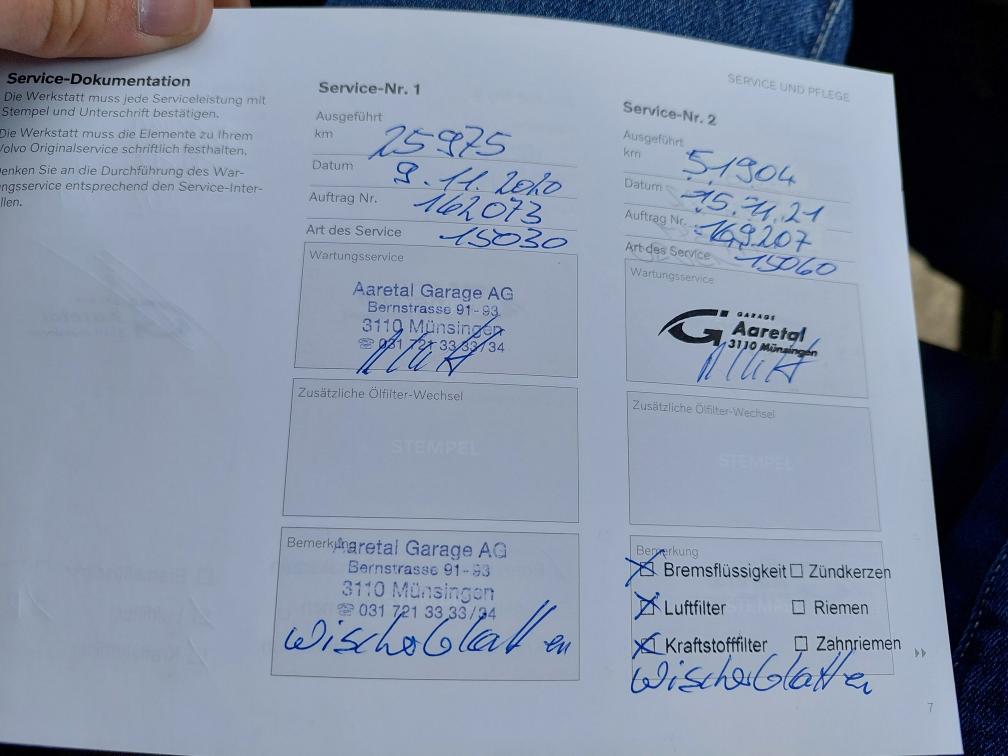 SERVICE UND PFLEGE
Service-Dokumentation
Die Werkstatt muss jede Serviceleistung mit
Stempel und Unterschrift bestätigen.
Die Werkstatt muss die Elemente zu Ihrem
Volvo Originalservice schriftlich festhalten.
enken Sie an die Durchführung des War-
ngsservice entsprechend den Service-Inter-
llen.
Service-Nr. 1
Ausgeführt
km 25975
Datum 9.11.2020
Auftrag Nr. 162073
Art des Service 15030
Wartungsservice
Aaretal Garage AG
Bernstrasse 91-93
3110 Münsingen
☏ 031 721 33 33/34
Zusätzliche Ölfilter-Wechsel
STEMPEL
Bemerkung
Aaretal Garage AG
Bernstrasse 91-93
3110 Münsingen
☏ 031 721 33 33/34
Wischerblatten
Service-Nr. 2
Ausgeführt
km 51904
Datum 15.11.21
Auftrag Nr. 169207
Art des Service 15060
Wartungsservice
GARAGE
Aaretal
3110 Münsingen
Zusätzliche Ölfilter-Wechsel
STEMPEL
Bemerkung
☒ Bremsflüssigkeit ☐ Zündkerzen
☒ Luftfilter ☐ Riemen
☒ Kraftstofffilter ☐ Zahnriemen
Wischerblatten
7